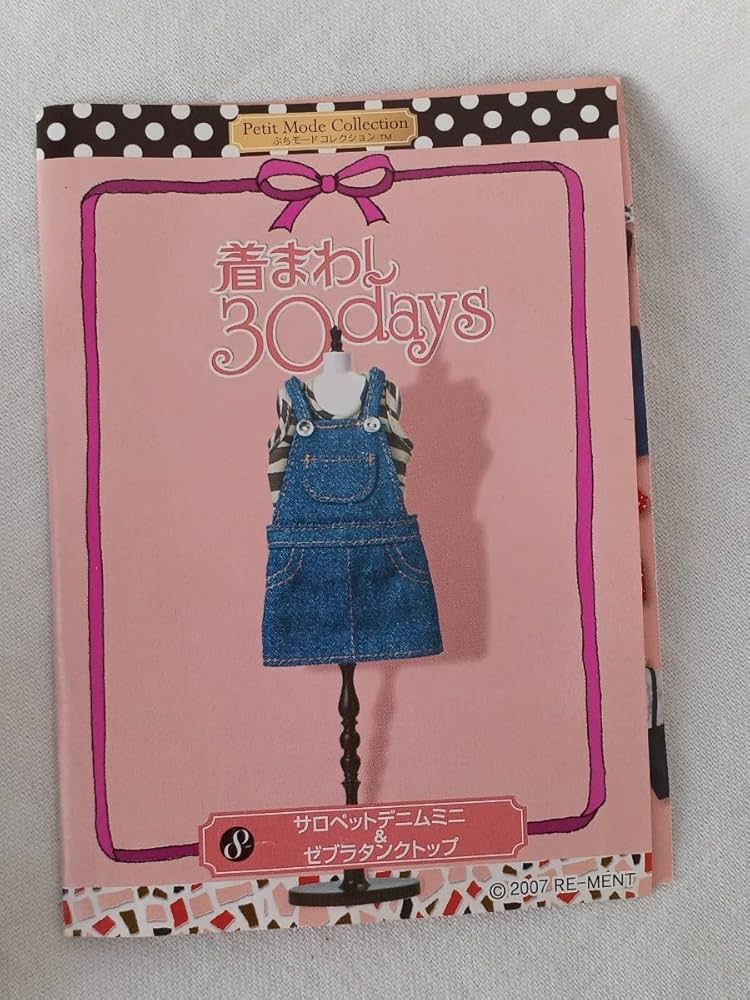 Petit Mode Collection
ぷちモードコレクション TM
着まわし
30days
8
サロペットデニムミニ
&
ゼブラタンクトップ
© 2007 RE-MENT